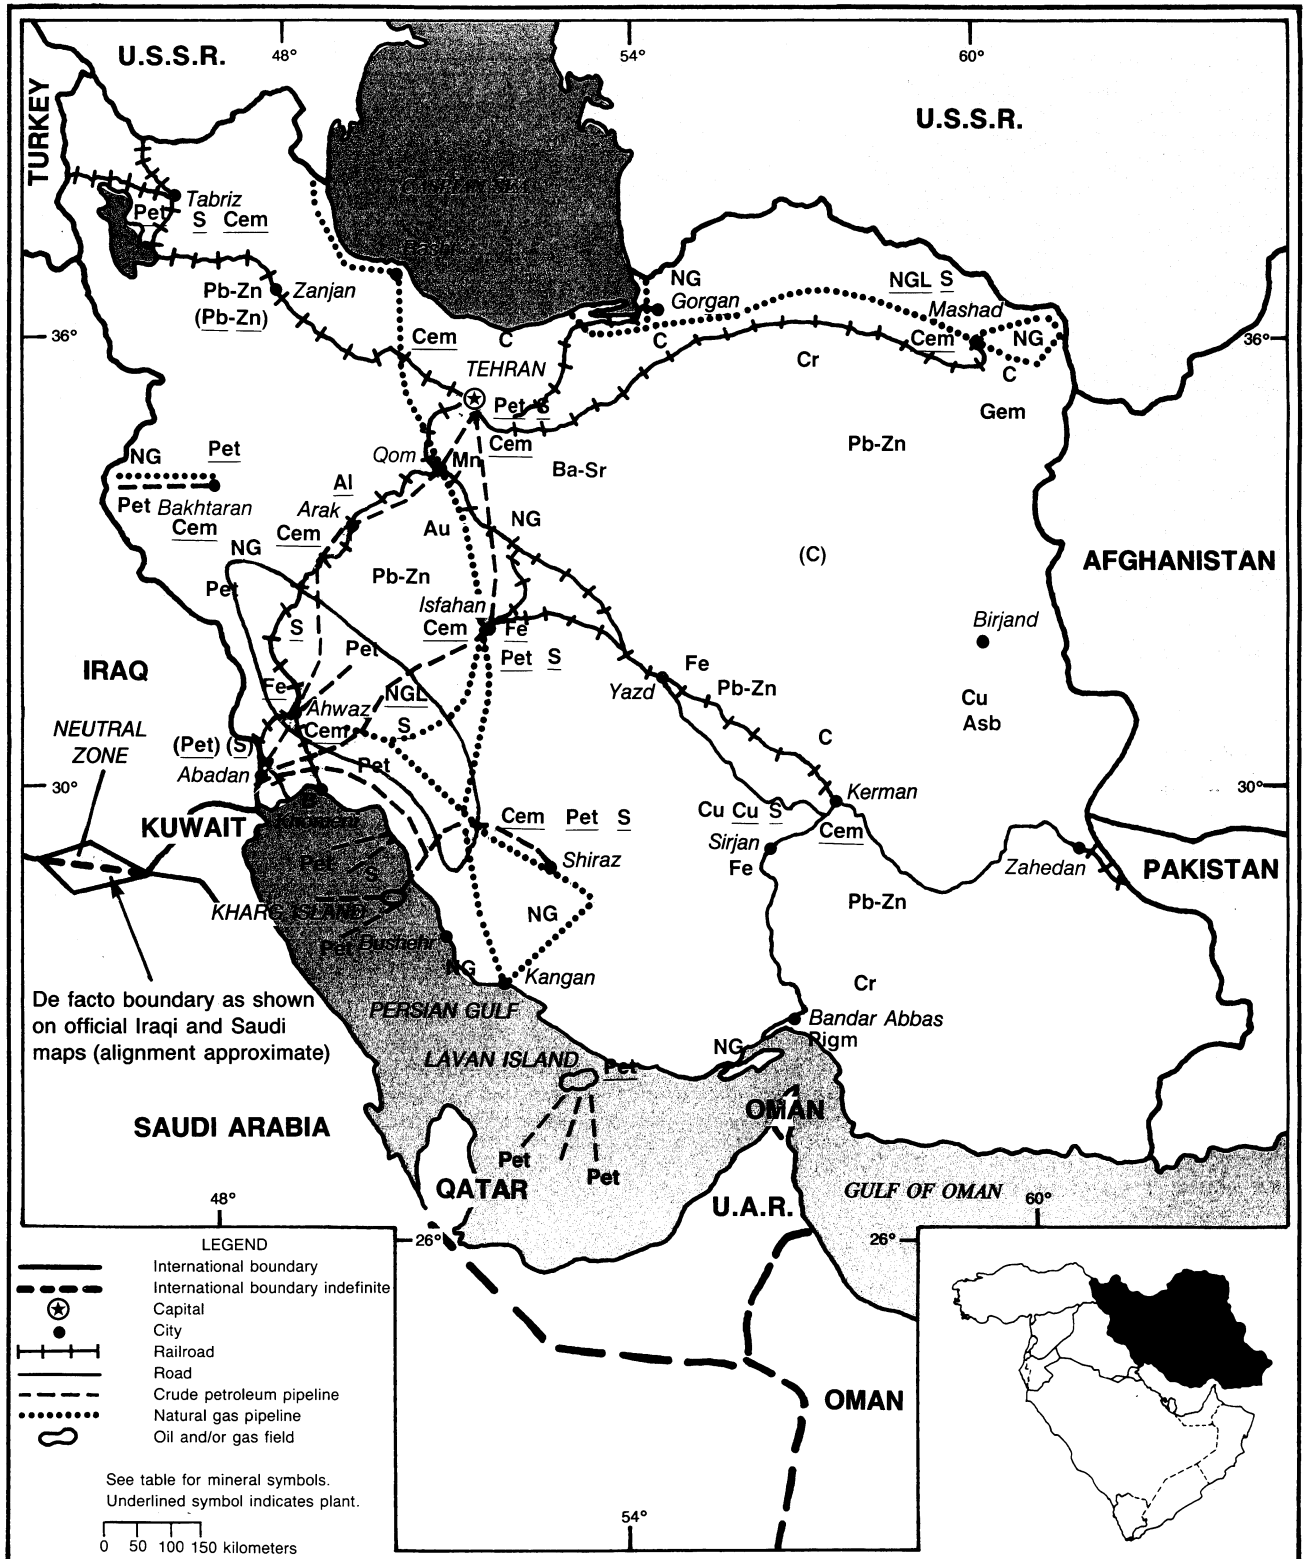 48°
54°
60°
U.S.S.R.
U.S.S.R.
TURKEY
CASPIAN SEA
Tabriz
Pet S Cem
Pb-Zn Zanjan
(Pb-Zn)
NG
Gorgan
NGL S
Mashad
36°
36°
Cem
C
C
Cem
NG
C
TEHRAN
Cr
Gem
Pet S
Cem
Pb-Zn
Qom Mn
Ba-Sr
NG Pet
Pet Bakhtaran
Cem
Al
Arak
Cem
Au
NG
(C)
AFGHANISTAN
NG
Pet
Pb-Zn
Isfahan
Cem Fe
Pet S
Birjand
S
Pet
IRAQ
Fe
Ahwaz
Cem
NGL
S
Yazd
Fe
Pb-Zn
Cu
Asb
NEUTRAL
ZONE
(Pet) (S)
Abadan
Pet
C
30°
30°
Kerman
KUWAIT
Cem Pet S
Cu Cu S
Cem
Sirjan
Fe
Shiraz
Zahedan
PAKISTAN
Pet
S
KHARG ISLAND
Pet Bushehr
NG
Pb-Zn
NG
Kangan
Cr
De facto boundary as shown
on official Iraqi and Saudi
maps (alignment approximate)
PERSIAN GULF
Bandar Abbas
Pigm
LAVAN ISLAND
Pet
NG
SAUDI ARABIA
OMAN
Pet
Pet
QATAR
U.A.R.
GULF OF OMAN
48°
60°
26°
26°
LEGEND
International boundary
International boundary indefinite
Capital
City
Railroad
Road
Crude petroleum pipeline
Natural gas pipeline
Oil and/or gas field
OMAN
See table for mineral symbols.
Underlined symbol indicates plant.
0 50 100 150 kilometers
54°